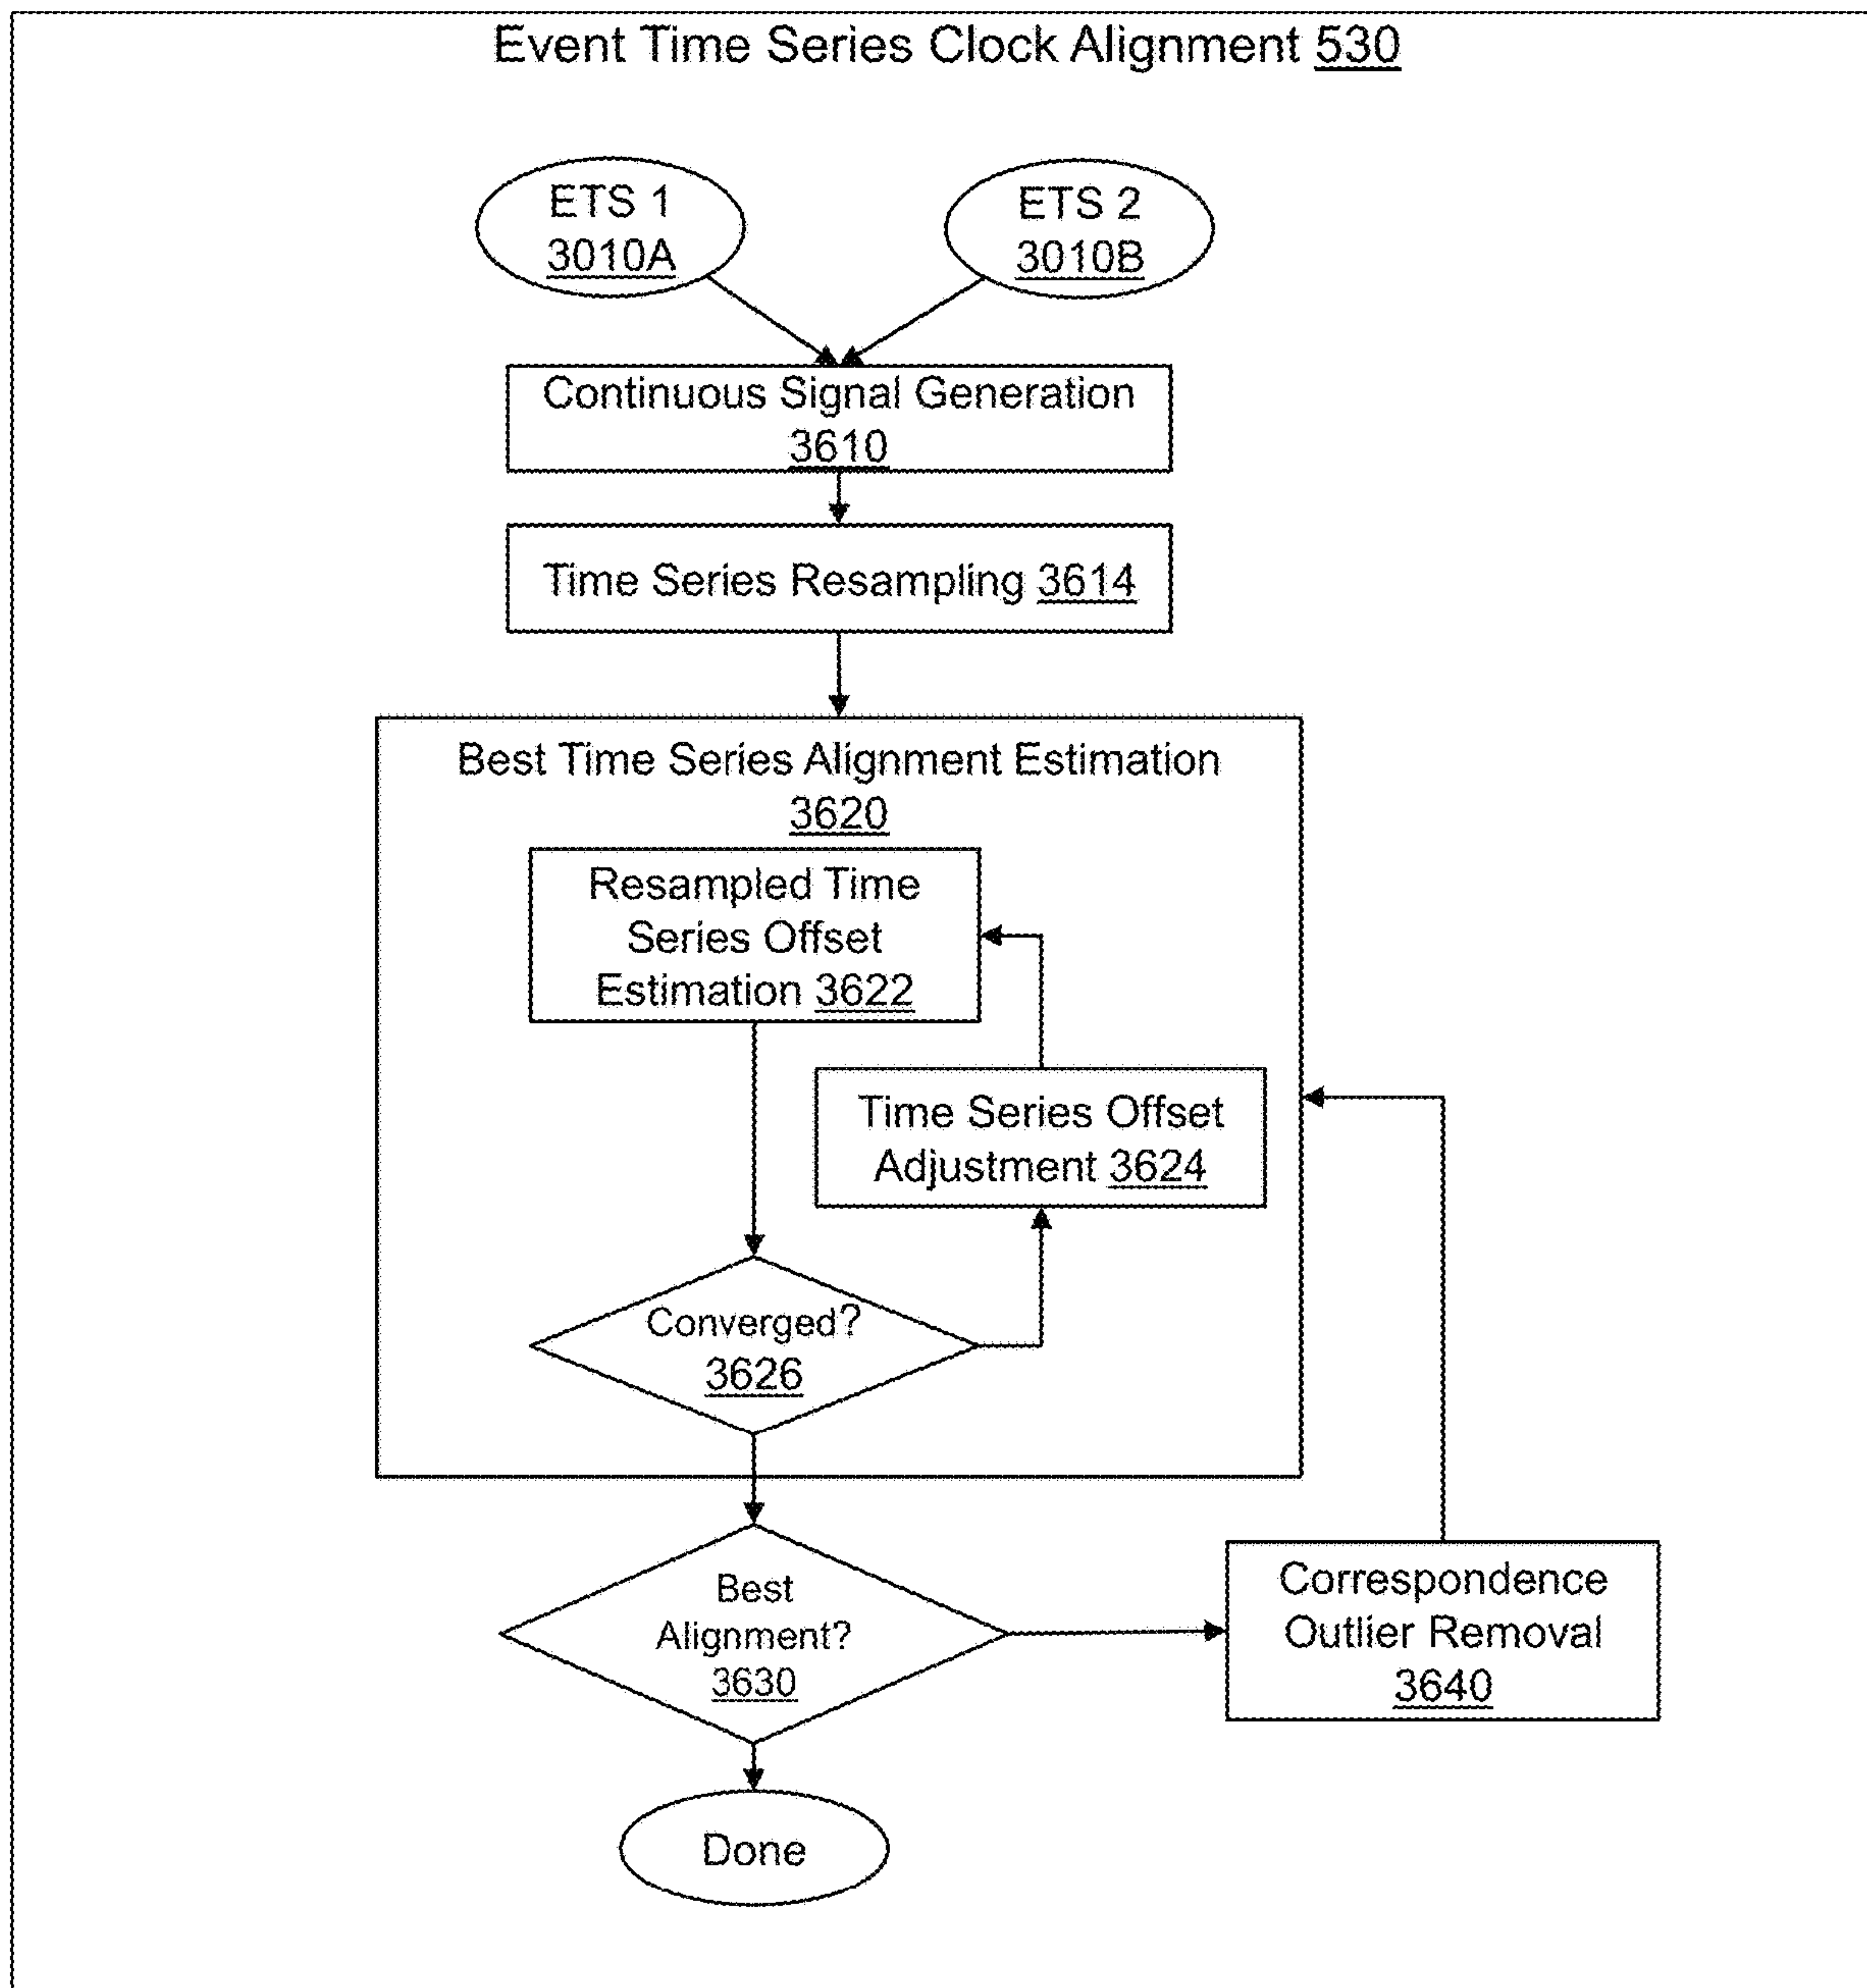 Event Time Series Clock Alignment 530
ETS 1
3010A
ETS 2
3010B
Continuous Signal Generation
3610
Time Series Resampling 3614
Best Time Series Alignment Estimation
3620
Resampled Time
Series Offset
Estimation 3622
Time Series Offset
Adjustment 3624
Converged?
3626
Best
Alignment?
3630
Correspondence
Outlier Removal
3640
Done